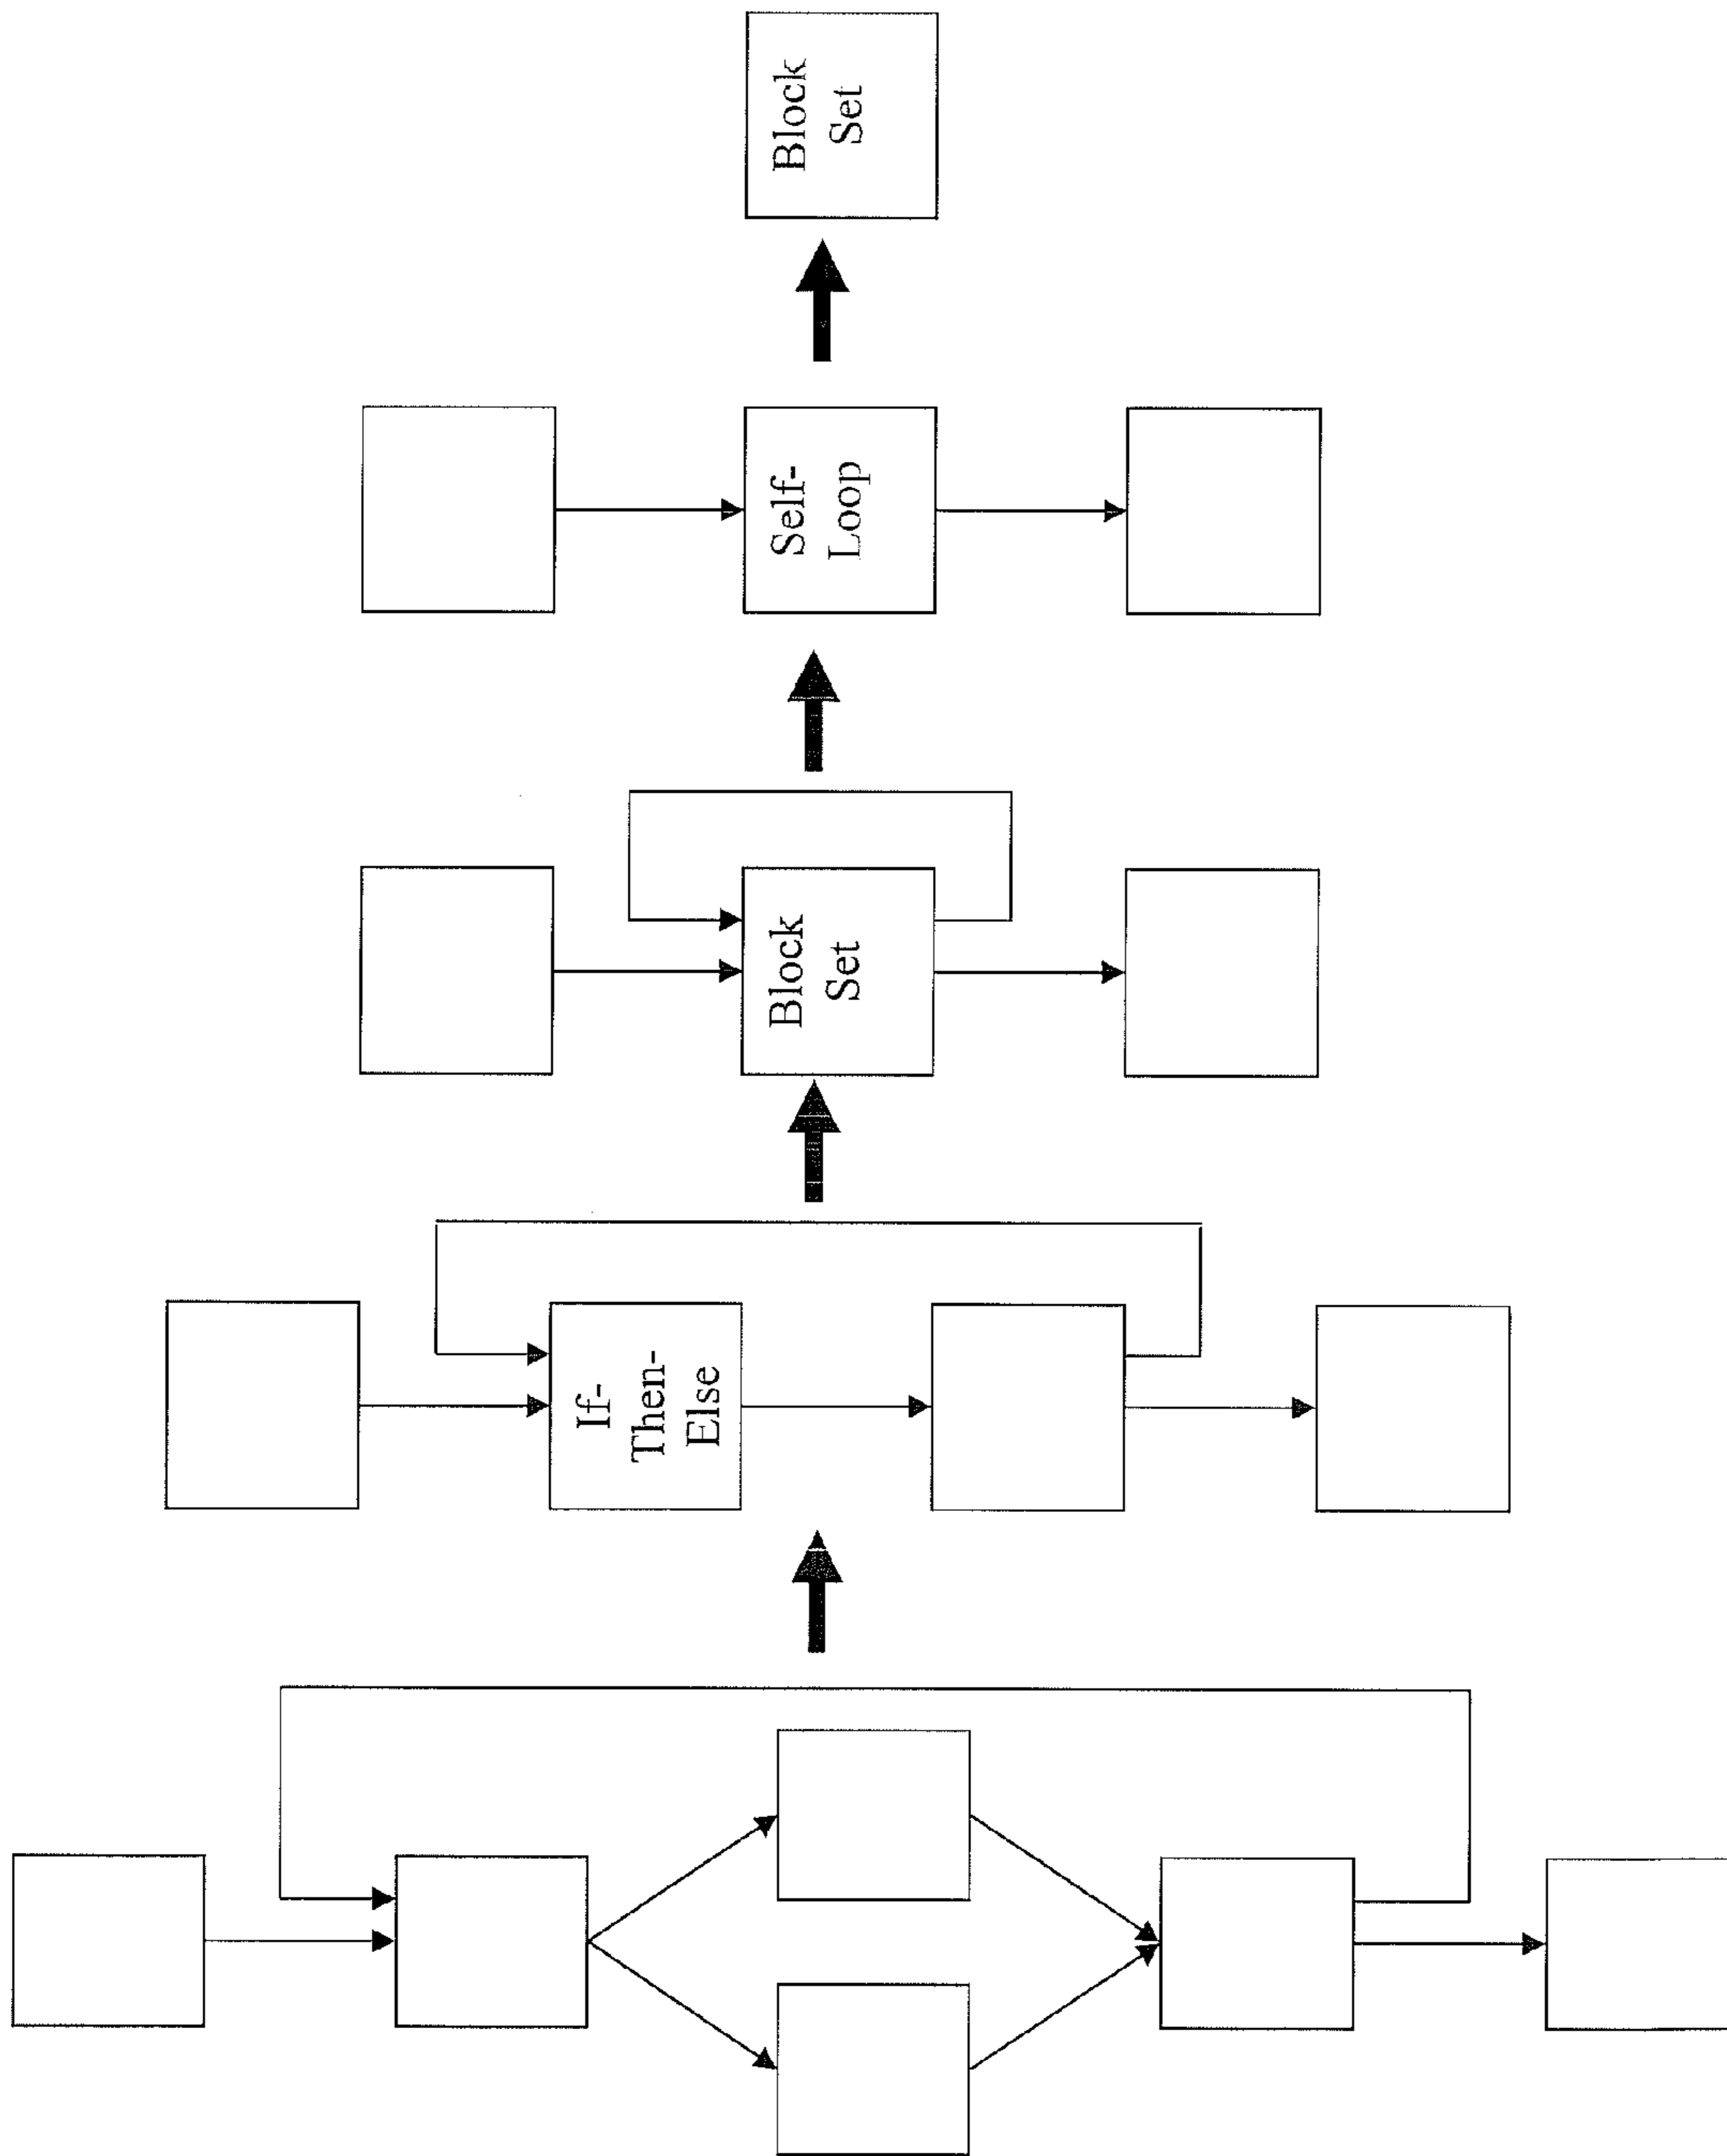 If-
Then-
Else
Block
Set
Self-
Loop
Block
Set